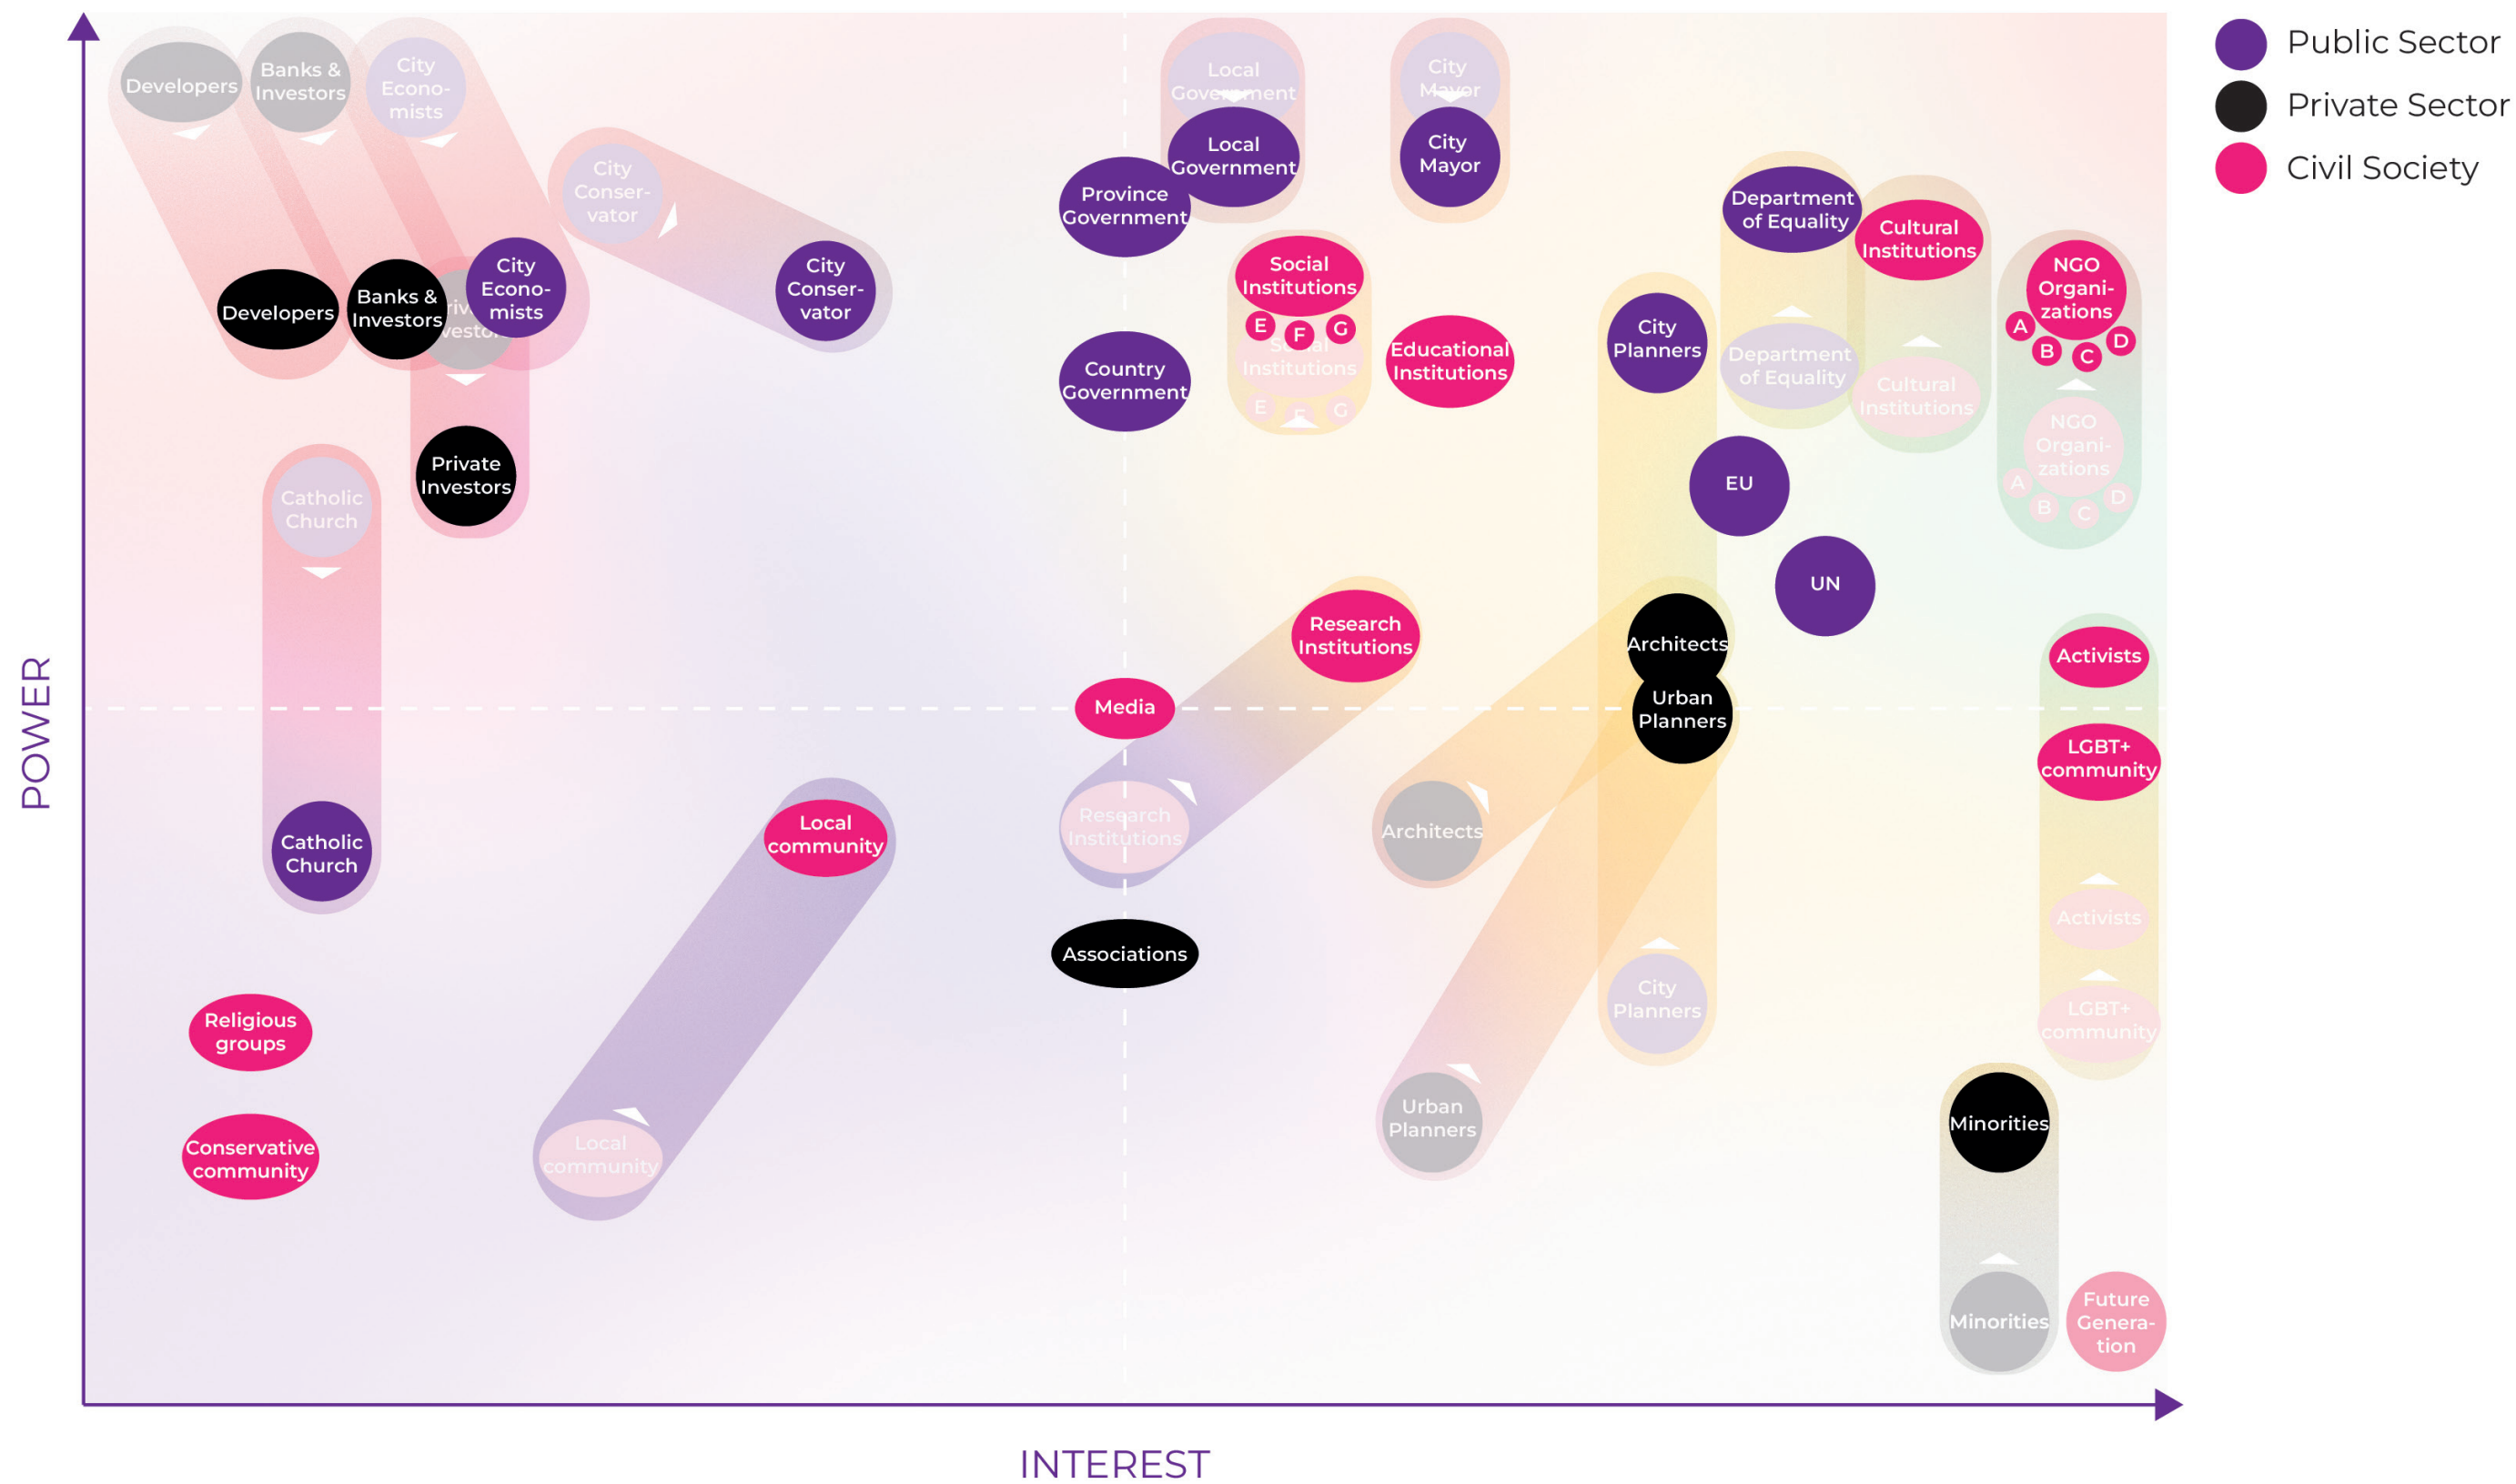 Public Sector
Private Sector
Civil Society
POWER
INTEREST
Developers
Banks &
Investors
City
Econo-
mists
City
Conser-
vator
Local
Government
City
Mayor
Local
Government
City
Mayor
Province
Government
Department
of Equality
Cultural
Institutions
Social
Institutions
E
F
G
Social
Institutions
E
F
G
NGO
Organi-
zations
A
B
C
D
Developers
Banks &
Investors
City
Econo-
mists
City
Conser-
vator
Country
Government
Educational
Institutions
City
Planners
Department
of Equality
Cultural
Institutions
NGO
Organi-
zations
A
B
C
D
Private
Investors
Catholic
Church
EU
UN
Research
Institutions
Architects
Activists
Media
Urban
Planners
LGBT+
community
Catholic
Church
Local
community
Research
Institutions
Architects
Activists
Associations
City
Planners
LGBT+
community
Religious
groups
Conservative
community
Local
community
Urban
Planners
Minorities
Minorities
Future
Genera-
tion